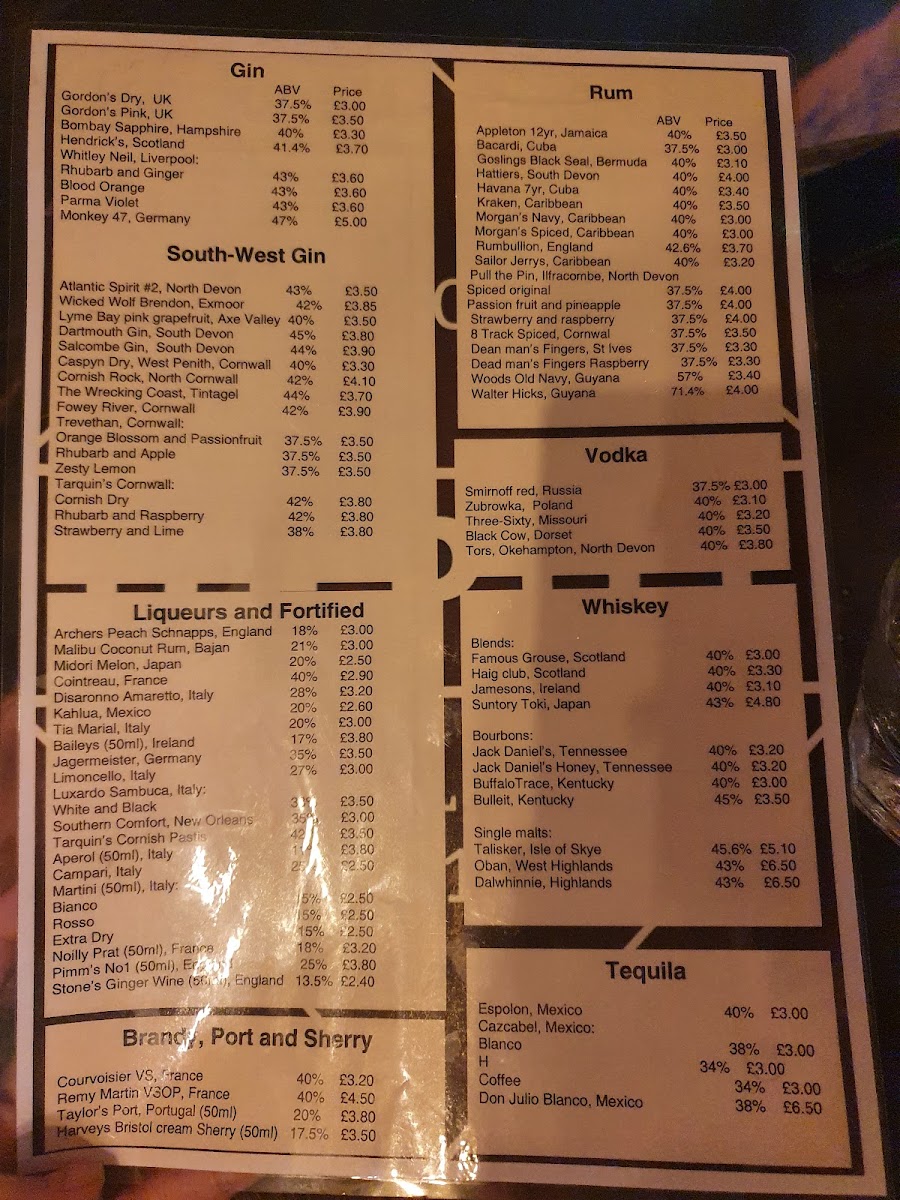 Gin
ABV Price
Gordon's Dry, UK 37.5% £3.00
Gordon's Pink, UK 37.5% £3.50
Bombay Sapphire, Hampshire 40% £3.30
Hendrick's, Scotland 41.4% £3.70
Whitley Neil, Liverpool:
Rhubarb and Ginger 43% £3.60
Blood Orange 43% £3.60
Parma Violet 43% £3.60
Monkey 47, Germany 47% £5.00
South-West Gin
Atlantic Spirit #2, North Devon 43% £3.50
Wicked Wolf Brendon, Exmoor 42% £3.85
Lyme Bay pink grapefruit, Axe Valley 40% £3.50
Dartmouth Gin, South Devon 45% £3.80
Salcombe Gin, South Devon 44% £3.90
Caspyn Dry, West Penith, Cornwall 40% £3.30
Cornish Rock, North Cornwall 42% £4.10
The Wrecking Coast, Tintagel 44% £3.70
Fowey River, Cornwall 42% £3.90
Trevethan, Cornwall:
Orange Blossom and Passionfruit 37.5% £3.50
Rhubarb and Apple 37.5% £3.50
Zesty Lemon 37.5% £3.50
Tarquin's Cornwall:
Cornish Dry 42% £3.80
Rhubarb and Raspberry 42% £3.80
Strawberry and Lime 38% £3.80
Liqueurs and Fortified
Archers Peach Schnapps, England 18% £3.00
Malibu Coconut Rum, Bajan 21% £3.00
Midori Melon, Japan 20% £2.50
Cointreau, France 40% £2.90
Disaronno Amaretto, Italy 28% £3.20
Kahlua, Mexico 20% £2.60
Tia Marial, Italy 20% £3.00
Baileys (50ml), Ireland 17% £3.80
Jagermeister, Germany 35% £3.50
Limoncello, Italy 27% £3.00
Luxardo Sambuca, Italy:
White and Black £3.50
Southern Comfort, New Orleans 35% £3.00
Tarquin's Cornish Pastis 42 £3.50
Aperol (50ml), Italy £3.80
Campari, Italy £2.50
Martini (50ml), Italy:
Bianco 15% £2.50
Rosso 15% £2.50
Extra Dry 15% £2.50
Noilly Prat (50ml), France 18% £3.20
Pimm's No1 (50ml), 25% £3.80
Stone's Ginger Wine England 13.5% £2.40
Brandy, Port and Sherry
Courvoisier VS, France 40% £3.20
Remy Martin VSOP, France 40% £4.50
Taylor's Port, Portugal (50ml) 20% £3.80
Harveys Bristol cream Sherry (50ml) 17.5% £3.50
Rum
ABV Price
Appleton 12yr, Jamaica 40% £3.50
Bacardi, Cuba 37.5% £3.00
Goslings Black Seal, Bermuda 40% £3.10
Hattiers, South Devon 40% £4.00
Havana 7yr, Cuba 40% £3.40
Kraken, Caribbean 40% £3.50
Morgan's Navy, Caribbean 40% £3.00
Morgan's Spiced, Caribbean 40% £3.00
Rumbullion, England 42.6% £3.70
Sailor Jerrys, Caribbean 40% £3.20
Pull the Pin, Ilfracombe, North Devon
Spiced original 37.5% £4.00
Passion fruit and pineapple 37.5% £4.00
Strawberry and raspberry 37.5% £4.00
8 Track Spiced, Cornwal 37.5% £3.50
Dean man's Fingers, St Ives 37.5% £3.30
Dead man's Fingers Raspberry 37.5% £3.30
Woods Old Navy, Guyana 57% £3.40
Walter Hicks, Guyana 71.4% £4.00
Vodka
Smirnoff red, Russia 37.5% £3.00
Zubrowka, Poland 40% £3.10
Three-Sixty, Missouri 40% £3.20
Black Cow, Dorset 40% £3.50
Tors, Okehampton, North Devon 40% £3.80
Whiskey
Blends:
Famous Grouse, Scotland 40% £3.00
Haig club, Scotland 40% £3.30
Jamesons, Ireland 40% £3.10
Suntory Toki, Japan 43% £4.80
Bourbons:
Jack Daniel's, Tennessee 40% £3.20
Jack Daniel's Honey, Tennessee 40% £3.20
BuffaloTrace, Kentucky 40% £3.00
Bulleit, Kentucky 45% £3.50
Single malts:
Talisker, Isle of Skye 45.6% £5.10
Oban, West Highlands 43% £6.50
Dalwhinnie, Highlands 43% £6.50
Tequila
Espolon, Mexico 40% £3.00
Cazcabel, Mexico:
Blanco 38% £3.00
H 34% £3.00
Coffee 34% £3.00
Don Julio Blanco, Mexico 38% £6.50